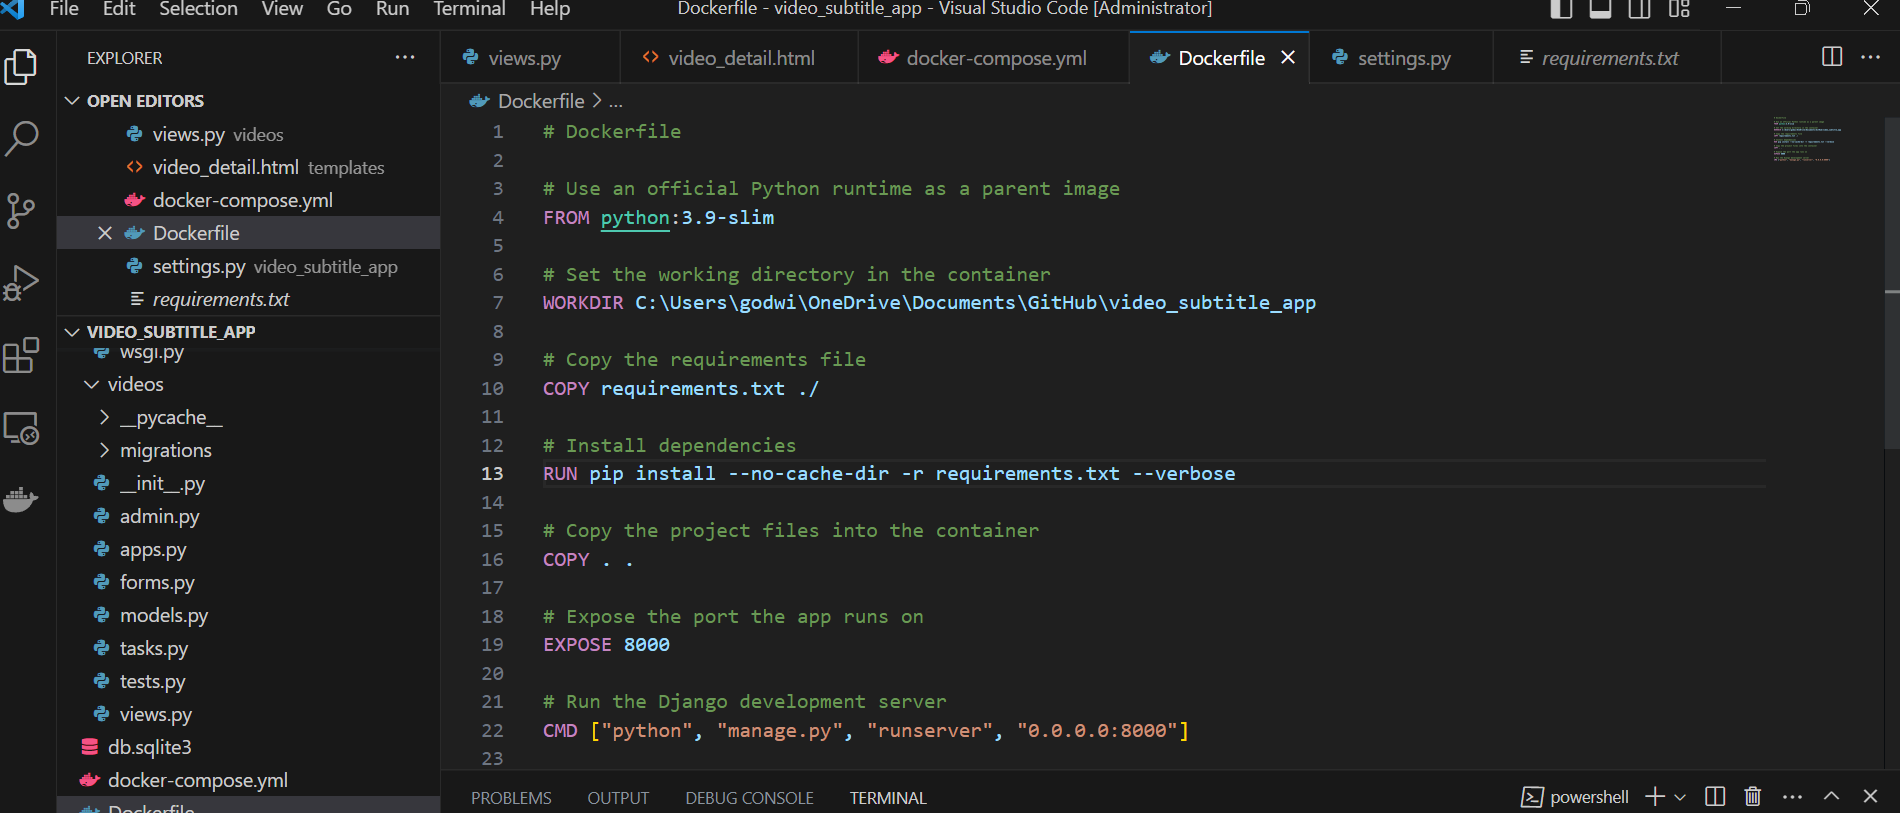 File Edit Selection View Go Run Terminal Help
Dockerfile - video_subtitle_app - Visual Studio Code [Administrator]
EXPLORER
OPEN EDITORS
views.py videos
video_detail.html templates
docker-compose.yml
Dockerfile
settings.py video_subtitle_app
requirements.txt
VIDEO_SUBTITLE_APP
wsgi.py
videos
__pycache__
migrations
__init__.py
admin.py
apps.py
forms.py
models.py
tasks.py
tests.py
views.py
db.sqlite3
docker-compose.yml
Dockerfile
views.py video_detail.html docker-compose.yml Dockerfile settings.py requirements.txt
Dockerfile > ...
1 # Dockerfile
2
3 # Use an official Python runtime as a parent image
4 FROM python:3.9-slim
5
6 # Set the working directory in the container
7 WORKDIR C:\Users\godwi\OneDrive\Documents\GitHub\video_subtitle_app
8
9 # Copy the requirements file
10 COPY requirements.txt ./
11
12 # Install dependencies
13 RUN pip install --no-cache-dir -r requirements.txt --verbose
14
15 # Copy the project files into the container
16 COPY . .
17
18 # Expose the port the app runs on
19 EXPOSE 8000
20
21 # Run the Django development server
22 CMD ["python", "manage.py", "runserver", "0.0.0.0:8000"]
23
PROBLEMS OUTPUT DEBUG CONSOLE TERMINAL
powershell